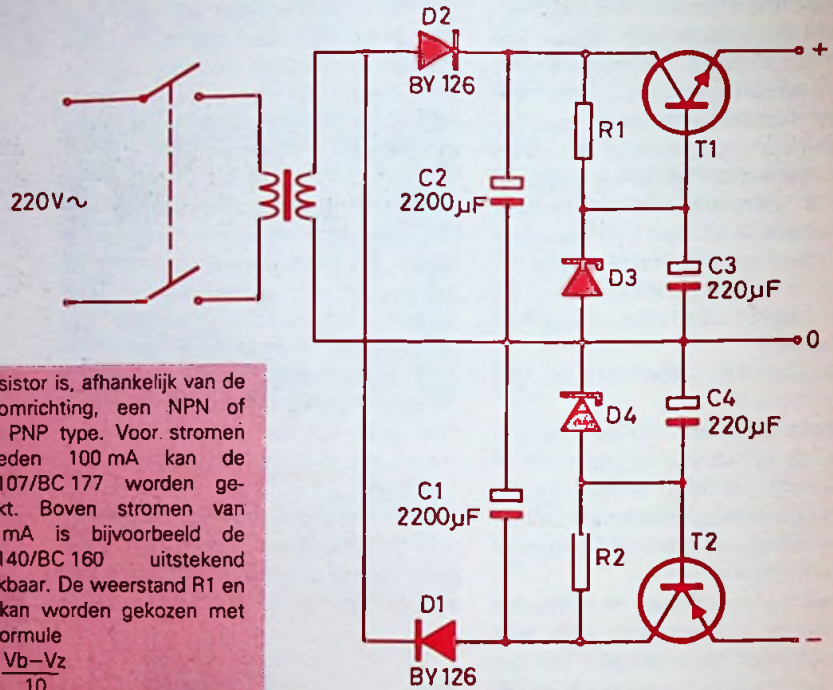 D2
BY 126
+
R1
T1
C2
2200µF
220V~
D3
C3
220µF
0
D4
C4
220µF
C1
2200µF
R2
T2
D1
BY 126
-
sistor is, afhankelijk van de
omrichting, een NPN of
PNP type. Voor stromen
eden 100 mA kan de
107/BC 177 worden ge-
kt. Boven stromen van
mA is bijvoorbeeld de
140/BC 160 uitstekend
kbaar. De weerstand R1 en
kan worden gekozen met
ormule
Vb–Vz
10